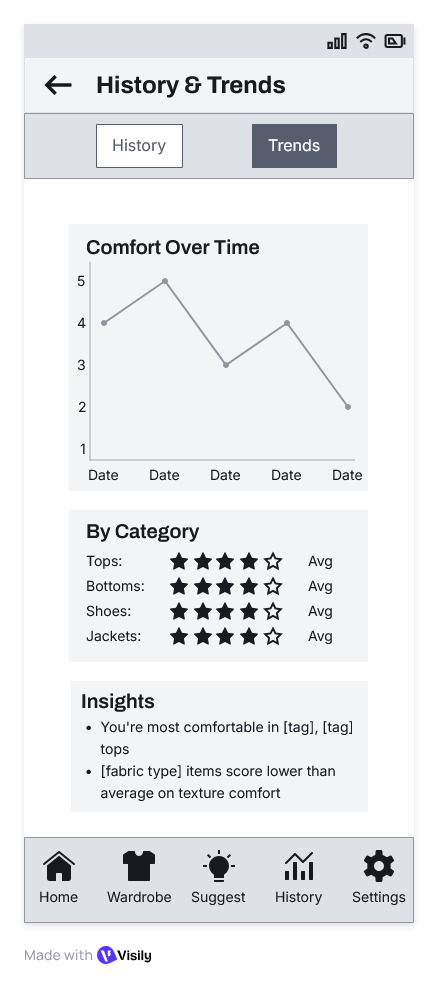 History & Trends
History Trends
Comfort Over Time
5
4
3
2
1
Date Date Date Date Date
By Category
Tops: Avg
Bottoms: Avg
Shoes: Avg
Jackets: Avg
Insights
• You're most comfortable in [tag], [tag]
tops
• [fabric type] items score lower than
average on texture comfort
Home Wardrobe Suggest History Settings
Made with Visily